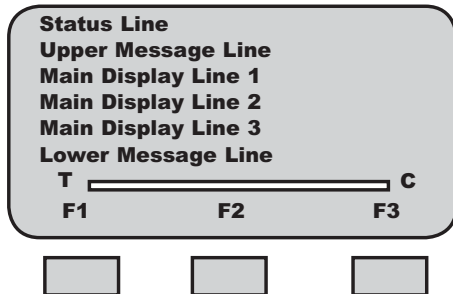 Status Line
Upper Message Line
Main Display Line 1
Main Display Line 2
Main Display Line 3
Lower Message Line
T C
F1 F2 F3